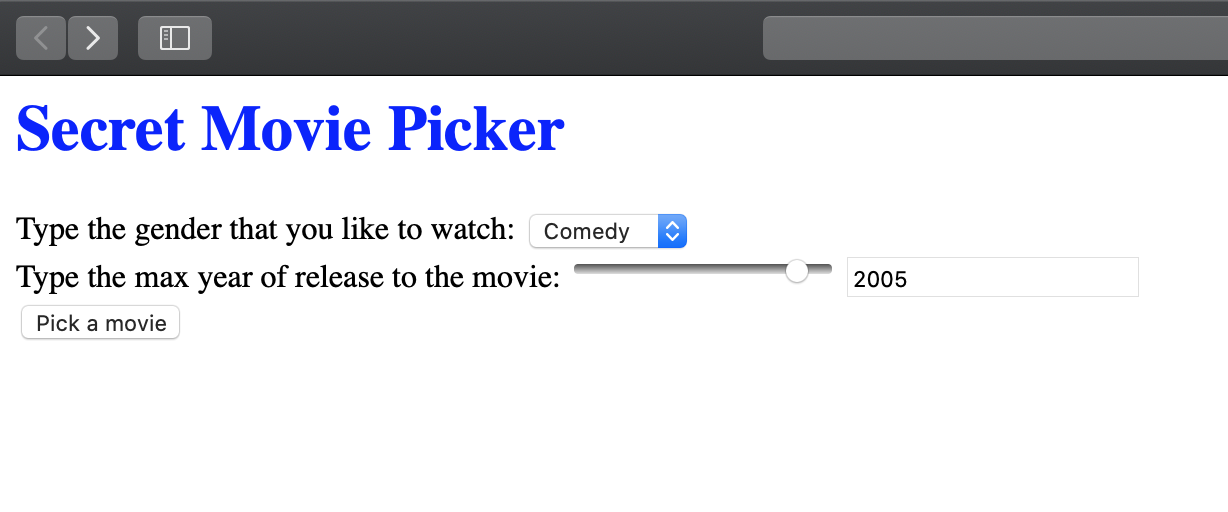 Secret Movie Picker
Type the gender that you like to watch: Comedy
Type the max year of release to the movie: 2005
Pick a movie